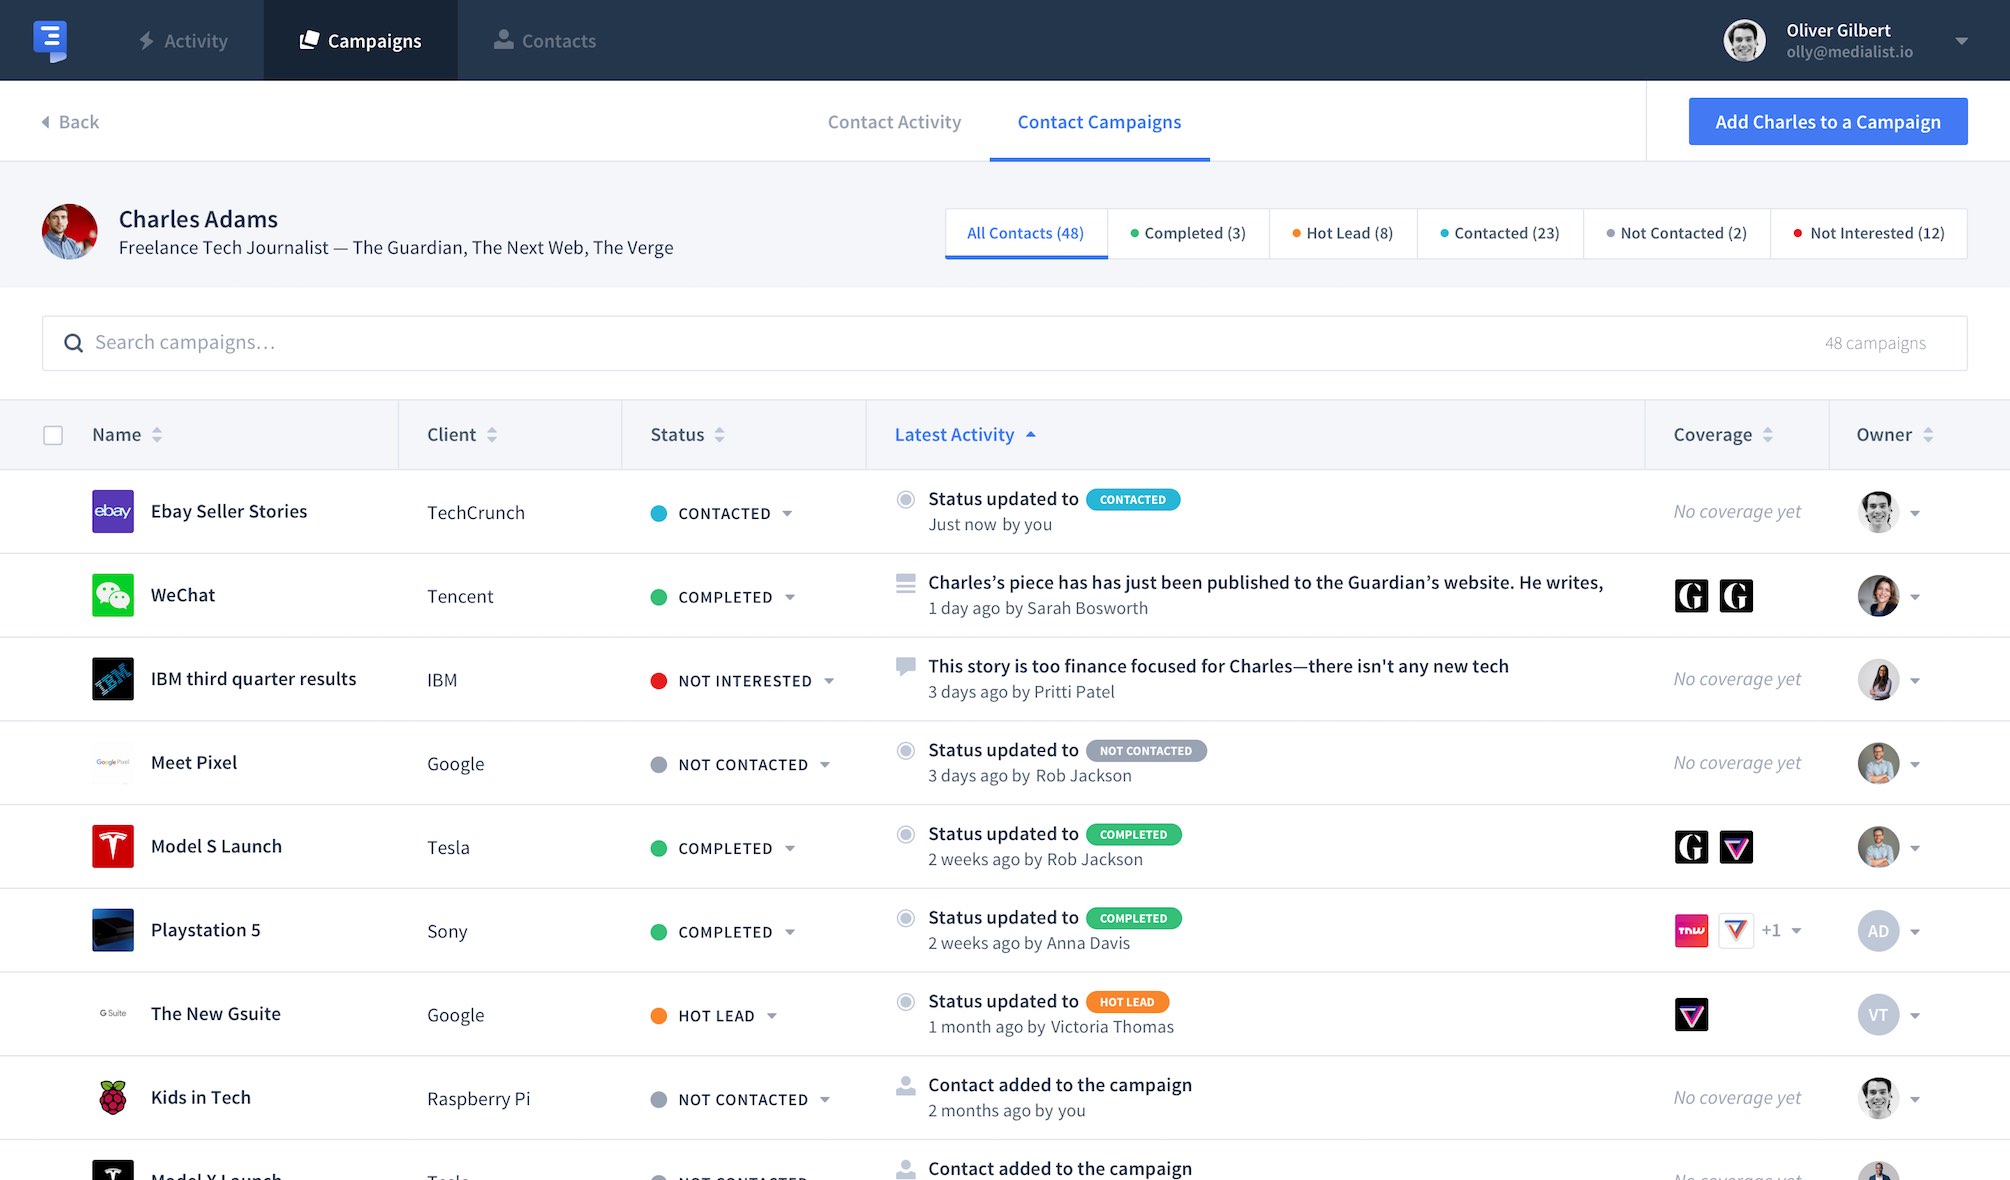 Activity
Campaigns
Contacts
Oliver Gilbert
olly@medialist.io
Back
Contact Activity
Contact Campaigns
Add Charles to a Campaign
Charles Adams
Freelance Tech Journalist — The Guardian, The Next Web, The Verge
All Contacts (48)
Completed (3)
Hot Lead (8)
Contacted (23)
Not Contacted (2)
Not Interested (12)
Search campaigns…
48 campaigns
Name
Client
Status
Latest Activity
Coverage
Owner
ebay
Ebay Seller Stories
TechCrunch
CONTACTED
Status updated to CONTACTED
Just now by you
No coverage yet
WeChat
Tencent
COMPLETED
Charles’s piece has has just been published to the Guardian’s website. He writes,
1 day ago by Sarah Bosworth
G
G
IBM
IBM third quarter results
IBM
NOT INTERESTED
This story is too finance focused for Charles—there isn't any new tech
3 days ago by Pritti Patel
No coverage yet
Google Pixel
Meet Pixel
Google
NOT CONTACTED
Status updated to NOT CONTACTED
3 days ago by Rob Jackson
No coverage yet
Model S Launch
Tesla
COMPLETED
Status updated to COMPLETED
2 weeks ago by Rob Jackson
G
Playstation 5
Sony
COMPLETED
Status updated to COMPLETED
2 weeks ago by Anna Davis
TNW
+1
AD
G Suite
The New Gsuite
Google
HOT LEAD
Status updated to HOT LEAD
1 month ago by Victoria Thomas
VT
Kids in Tech
Raspberry Pi
NOT CONTACTED
Contact added to the campaign
2 months ago by you
No coverage yet
Model X Launch
Tesla
NOT CONTACTED
Contact added to the campaign
No coverage yet